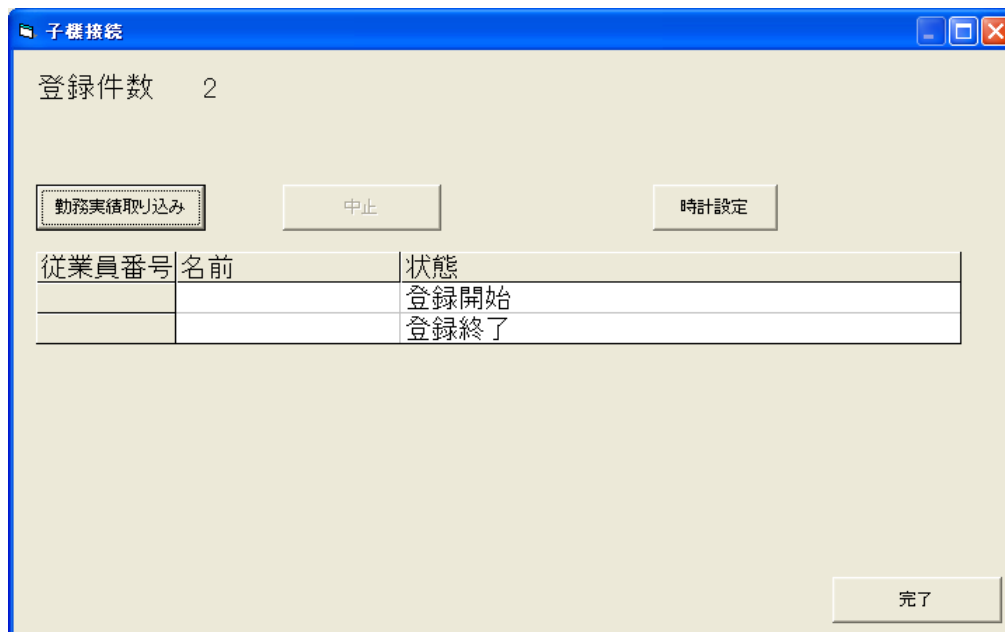 子機接続
登録件数 2
勤務実績取り込み 中止 時計設定
従業員番号 名前 状態
登録開始
登録終了
完了